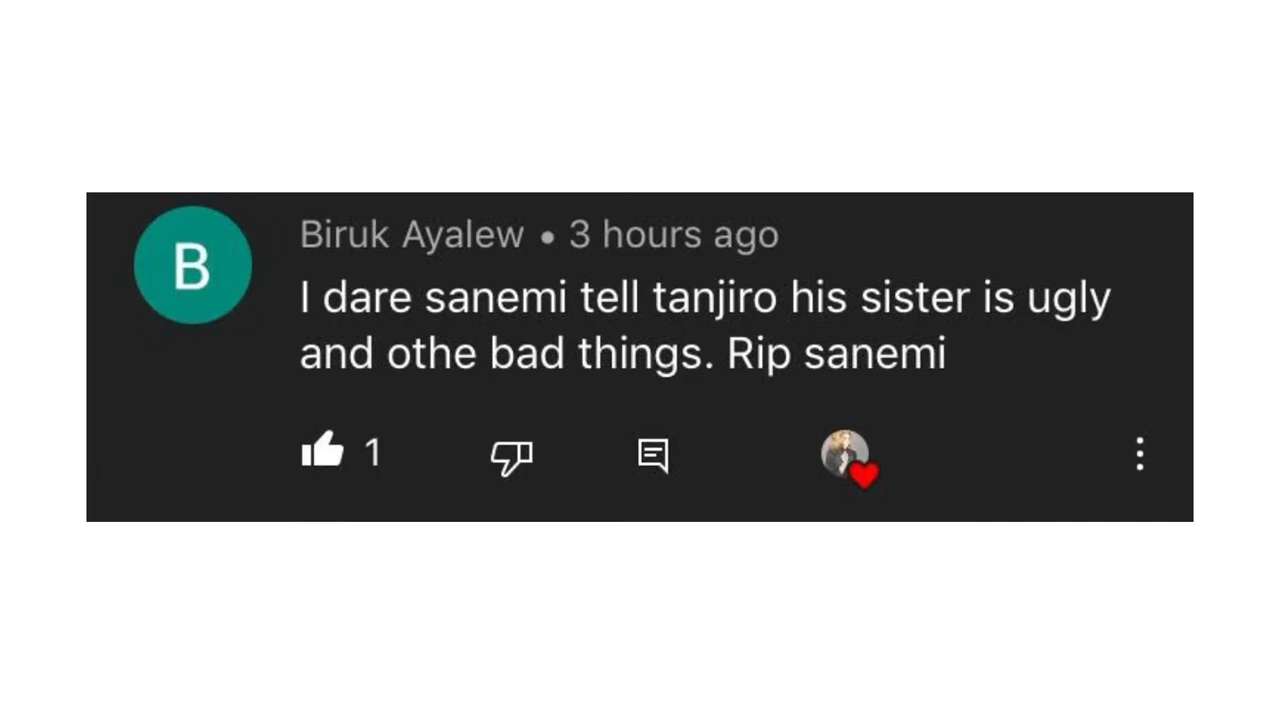 B
Biruk Ayalew • 3 hours ago
I dare sanemi tell tanjiro his sister is ugly
and othe bad things. Rip sanemi
1